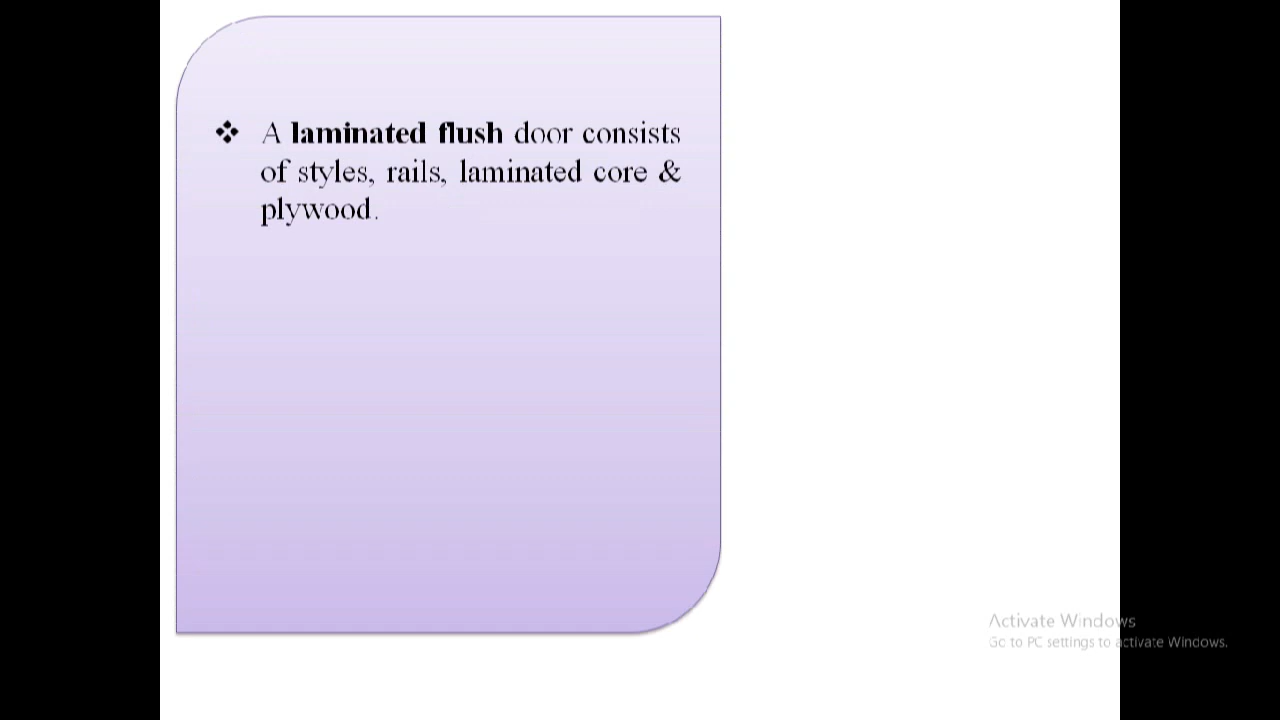 ❖ A laminated flush door consists
of styles, rails, laminated core &
plywood.
Activate Windows
Go to PC settings to activate Windows.